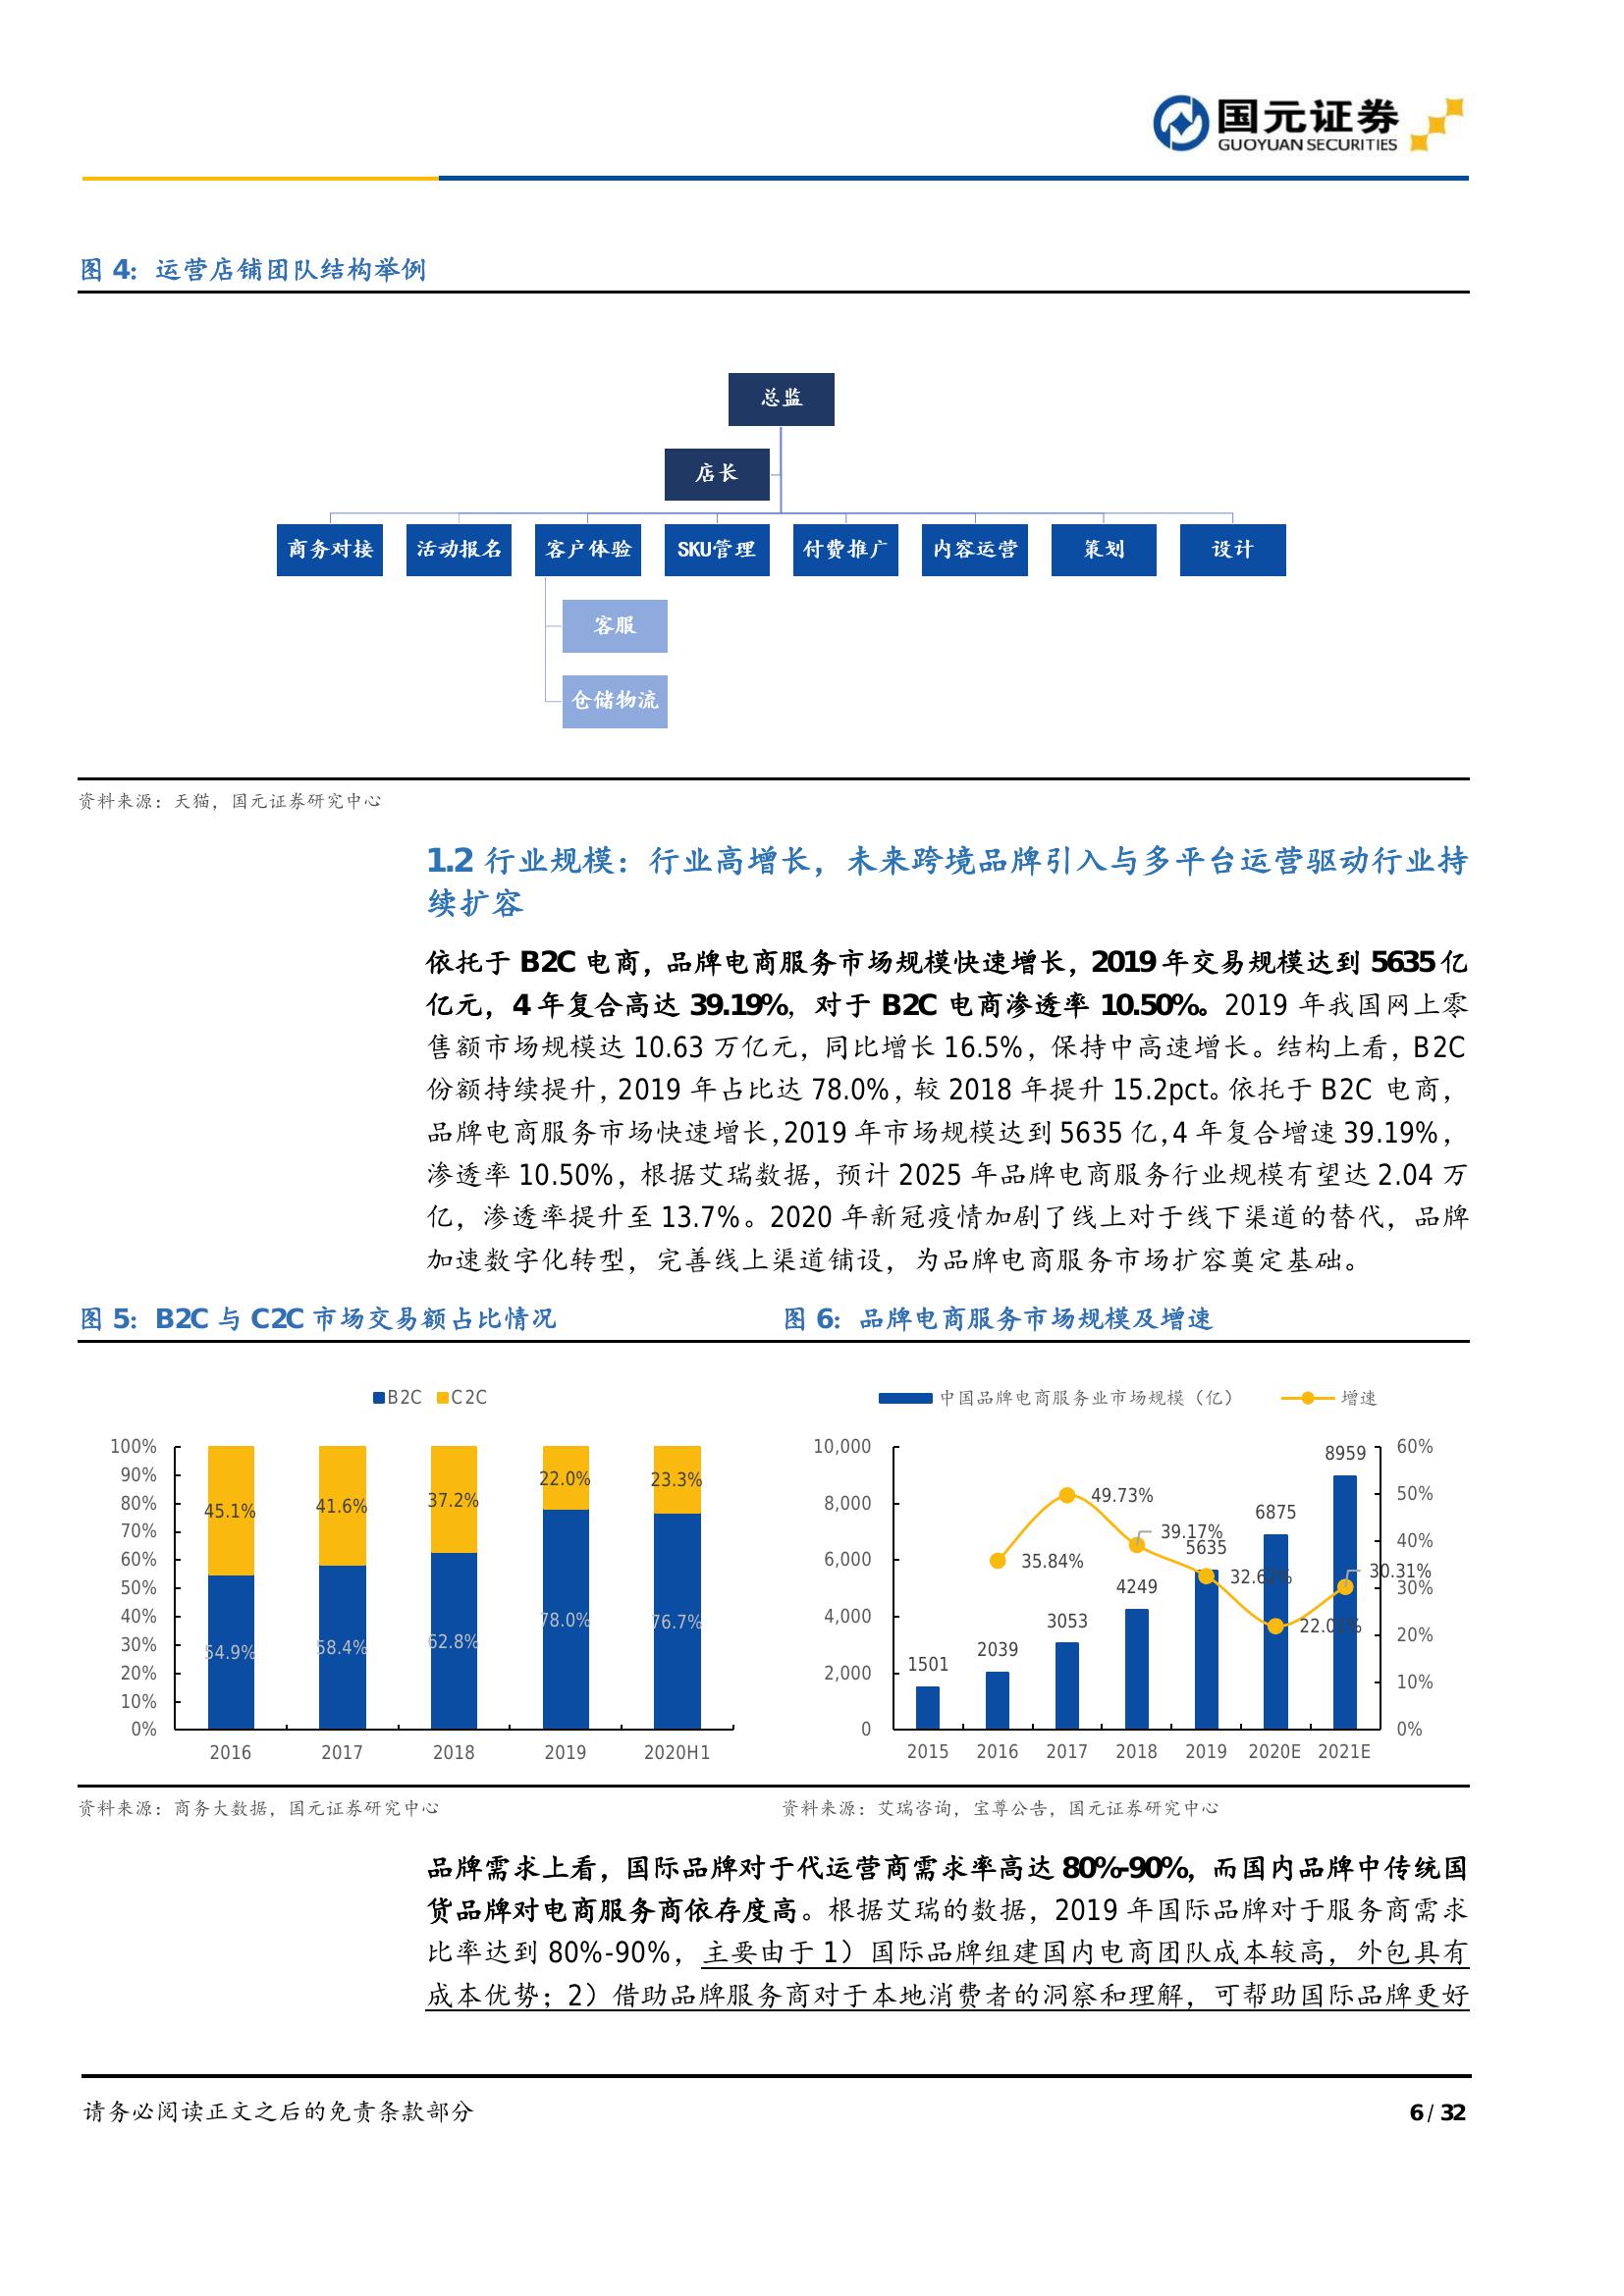 国元证券
GUOYUAN SECURITIES
图 4：运营店铺团队结构举例
总监
店长
商务对接 活动报名 客户体验 SKU管理 付费推广 内容运营 策划 设计
客服
仓储物流
资料来源：天猫，国元证券研究中心
1.2 行业规模：行业高增长，未来跨境品牌引入与多平台运营驱动行业持
续扩容
依托于 B2C 电商，品牌电商服务市场规模快速增长，2019 年交易规模达到 5635 亿
亿元，4 年复合高达 39.19%，对于 B2C 电商渗透率 10.50%。2019 年我国网上零
售额市场规模达 10.63 万亿元，同比增长 16.5%，保持中高速增长。结构上看，B2C
份额持续提升，2019 年占比达 78.0%，较 2018 年提升 15.2pct。依托于 B2C 电商，
品牌电商服务市场快速增长，2019 年市场规模达到 5635 亿，4 年复合增速 39.19%，
渗透率 10.50%，根据艾瑞数据，预计 2025 年品牌电商服务行业规模有望达 2.04 万
亿，渗透率提升至 13.7%。2020 年新冠疫情加剧了线上对于线下渠道的替代，品牌
加速数字化转型，完善线上渠道铺设，为品牌电商服务市场扩容奠定基础。
图 5：B2C 与 C2C 市场交易额占比情况
B2C C2C
100%
90%
80%
70%
60%
50%
40%
30%
20%
10%
0%
45.1% 41.6% 37.2% 22.0% 23.3%
54.9% 58.4% 62.8% 78.0% 76.7%
2016 2017 2018 2019 2020H1
资料来源：商务大数据，国元证券研究中心
图 6：品牌电商服务市场规模及增速
中国品牌电商服务业市场规模（亿） 增速
10,000
8,000
6,000
4,000
2,000
0
1501 2039 3053 4249 5635 6875 8959
35.84% 49.73% 39.17% 30.31%
60%
50%
40%
30%
20%
10%
0%
2015 2016 2017 2018 2019 2020E 2021E
资料来源：艾瑞咨询，宝尊公告，国元证券研究中心
品牌需求上看，国际品牌对于代运营商需求率高达 80%-90%，而国内品牌中传统国
货品牌对电商服务商依存度高。根据艾瑞的数据，2019 年国际品牌对于服务商需求
比率达到 80%-90%，主要由于 1）国际品牌组建国内电商团队成本较高，外包具有
成本优势；2）借助品牌服务商对于本地消费者的洞察和理解，可帮助国际品牌更好
请务必阅读正文之后的免责条款部分
6 / 32